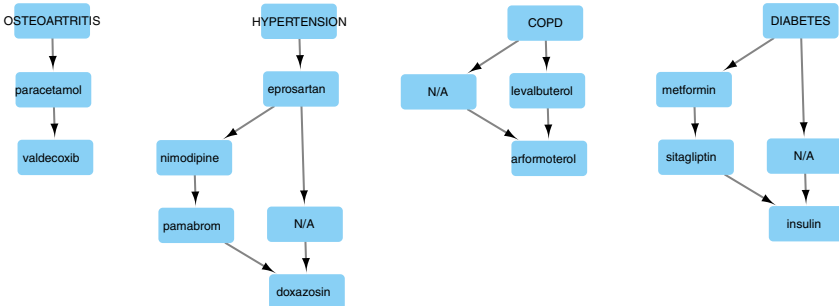 OSTEOARTRITIS
HYPERTENSION
COPD
DIABETES
paracetamol
eprosartan
N/A
levalbuterol
metformin
valdecoxib
nimodipine
arformoterol
sitagliptin
N/A
pamabrom
N/A
insulin
doxazosin